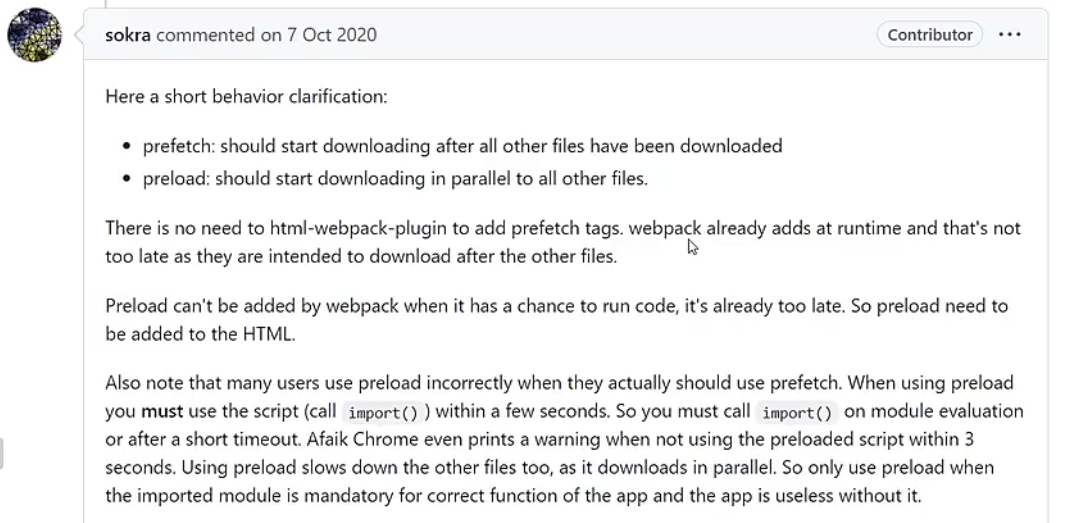 sokra commented on 7 Oct 2020
Contributor
Here a short behavior clarification:
• prefetch: should start downloading after all other files have been downloaded
• preload: should start downloading in parallel to all other files.
There is no need to html-webpack-plugin to add prefetch tags. webpack already adds at runtime and that's not
too late as they are intended to download after the other files.
Preload can't be added by webpack when it has a chance to run code, it's already too late. So preload need to
be added to the HTML.
Also note that many users use preload incorrectly when they actually should use prefetch. When using preload
you must use the script (call import() ) within a few seconds. So you must call import() on module evaluation
or after a short timeout. Afaik Chrome even prints a warning when not using the preloaded script within 3
seconds. Using preload slows down the other files too, as it downloads in parallel. So only use preload when
the imported module is mandatory for correct function of the app and the app is useless without it.